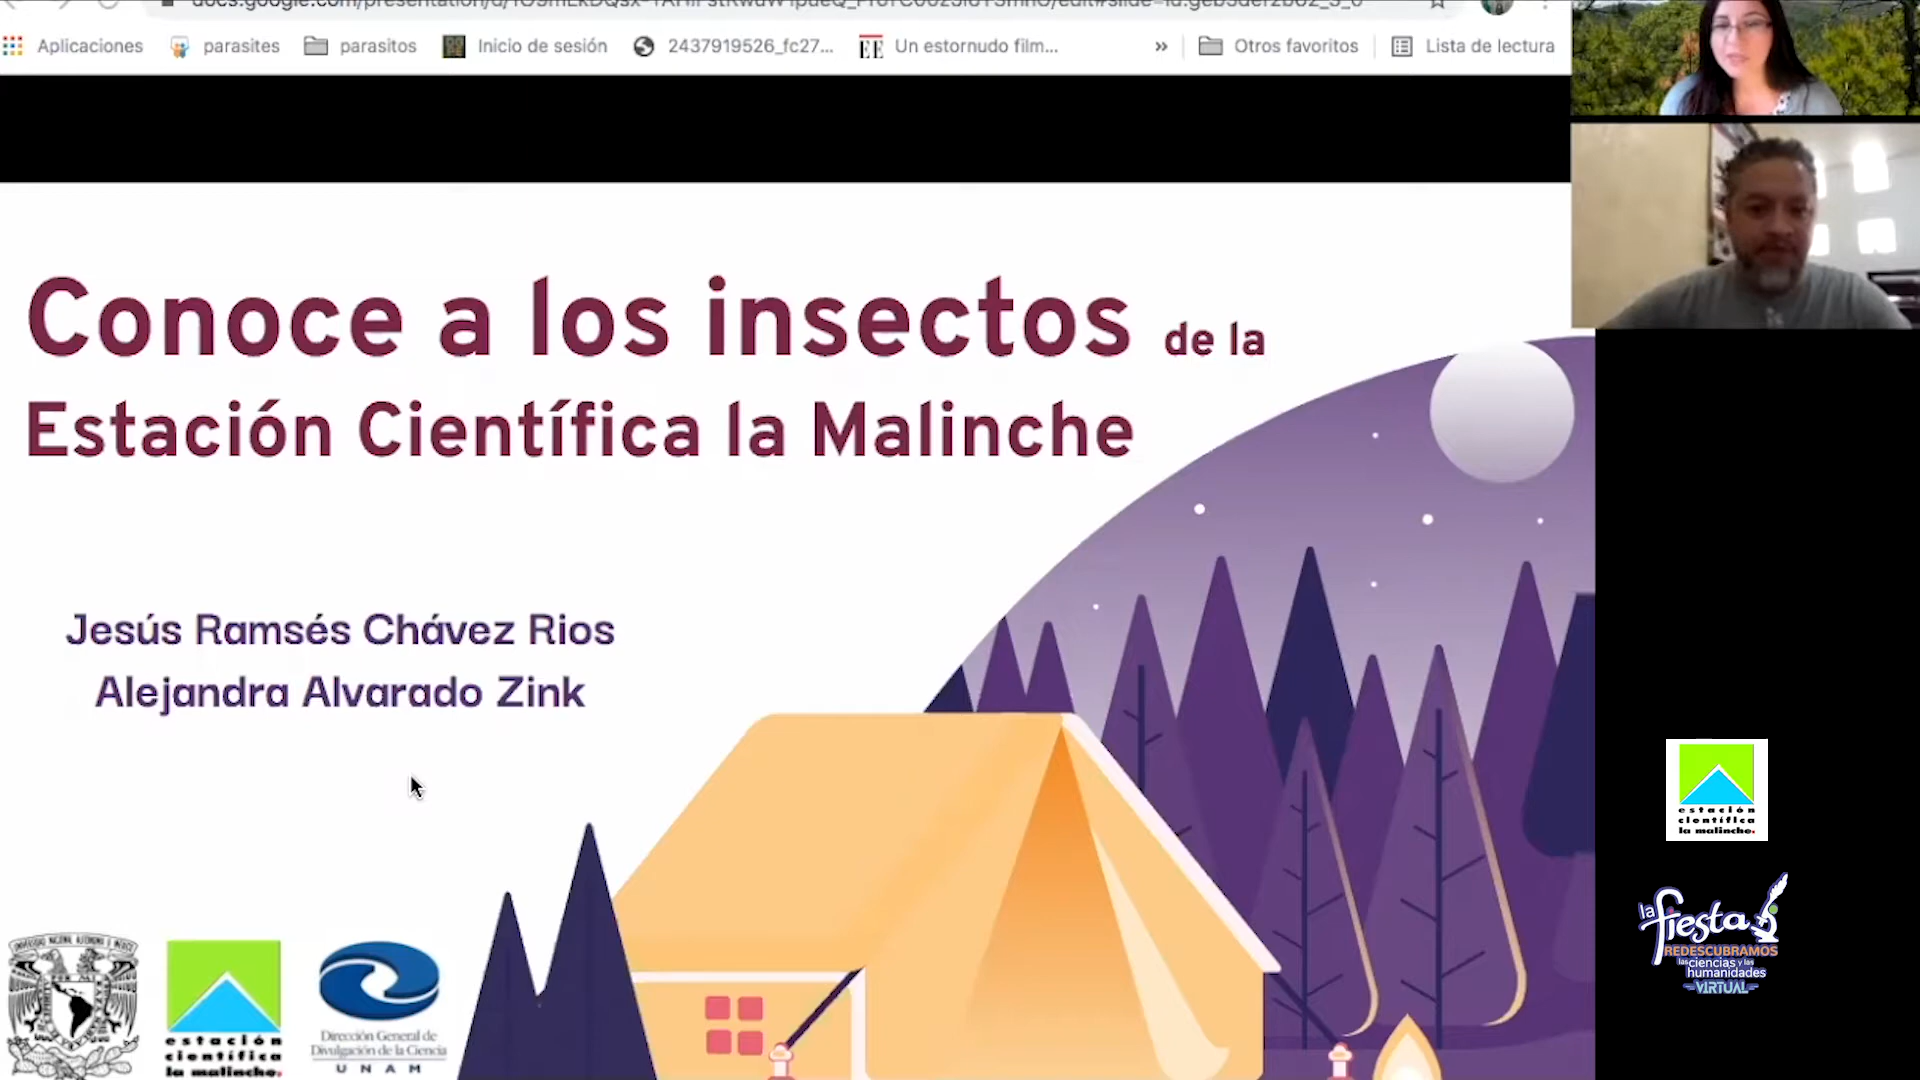 Aplicaciones
parasites
parasitos
Inicio de sesión
2437919526_fc27...
EE
Un estornudo film...
»
Otros favoritos
Lista de lectura
Conoce a los insectos de la
Estación Científica la Malinche
Jesús Ramsés Chávez Rios
Alejandra Alvarado Zink
estación
científica
la malinche.
Dirección General de
Divulgación de la Ciencia
UNAM
estación
científica
la malinche.
la fiesta
REDESCUBRAMOS
las ciencias y las
humanidades
VIRTUAL